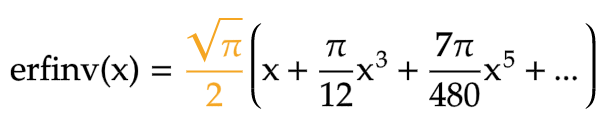 erfinv(x) = √π/2 (x + π/12 x³ + 7π/480 x⁵ + ...)